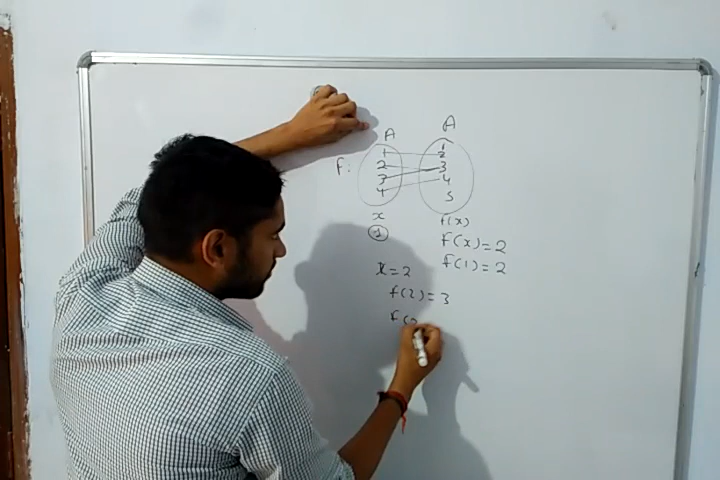 A A
f:
1 1
2 2
3 3
4 4
5
x f(x)
1 f(x)=2
f(1)=2
x=2
f(2)=3
f(